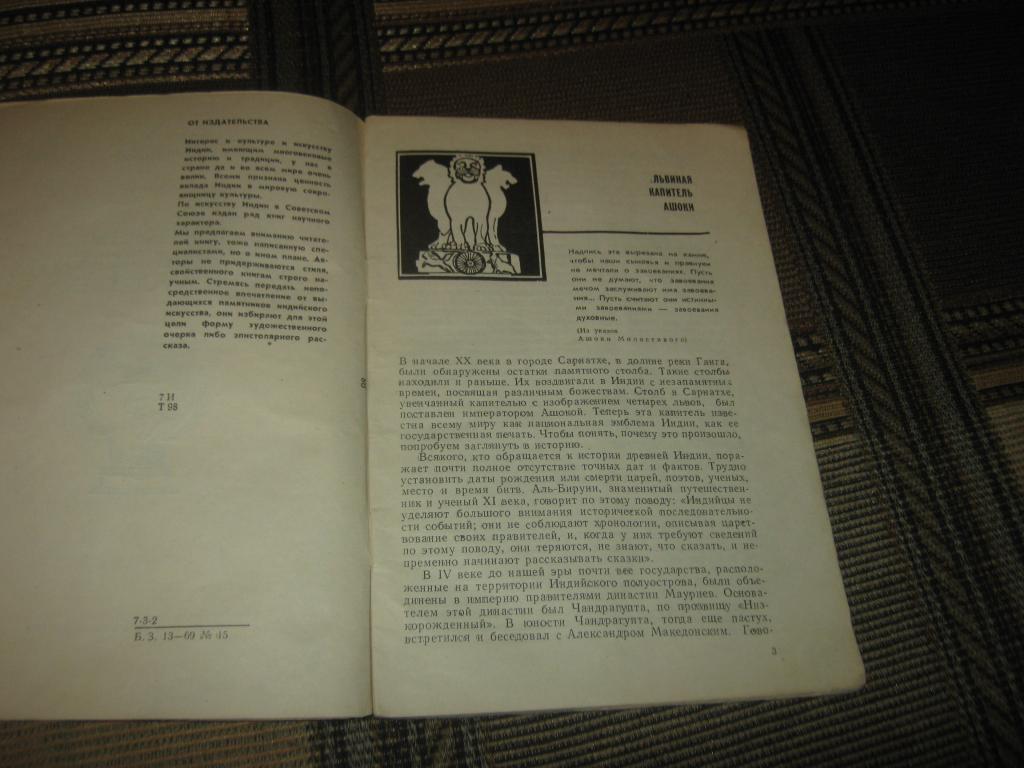 ОТ ИЗДАТЕЛЬСТВА
Интерес к культуре и искусству
Индии, имеющим многовековые
историю и традиции, у нас в
стране да и во всем мире очень
велик. Всеми признана ценность
вклада Индии в мировую сокро-
вищницу культуры.
По искусству Индии в Советском
Союзе издан ряд книг научного
характера.
Мы предлагаем вниманию читате-
лей книгу, тоже написанную спе-
циалистами, но в ином плане. Ав-
торы не придерживаются стиля,
свойственного книгам строго на-
учным. Стремясь передать непо-
средственное впечатление от вы-
дающихся памятников индийского
искусства, они избирают для этой
цели форму художественного
очерка либо эпистолярного рас-
сказа.
7И
Т 98
7-3-2
Б. З. 13—69 № 45
ЛЬВИНАЯ
КАПИТЕЛЬ
АШОКИ
Надпись эта вырезана на камне,
чтобы наши сыновья и правнуки
не мечтали о завоеваниях. Пусть
они не думают, что завоевания
мечом заслуживают имя завоева-
ния... Пусть считают они истинны-
ми завоеваниями — завоевания
духовные.
(Из указов
Ашоки Милостивого)
В начале XX века в городе Сарнатхе, в долине реки Ганга,
были обнаружены остатки памятного столба. Такие столбы
находили и раньше. Их воздвигали в Индии с незапамятных
времен, посвящая различным божествам. Столб в Сарнатхе,
увенчанный капителью с изображением четырех львов, был
поставлен императором Ашокой. Теперь эта капитель изве-
стна всему миру как национальная эмблема Индии, как ее
государственная печать. Чтобы понять, почему это произошло,
попробуем заглянуть в историю.
Всякого, кто обращается к истории древней Индии, пора-
жает почти полное отсутствие точных дат и фактов. Трудно
установить даты рождения или смерти царей, поэтов, ученых,
место и время битв. Аль-Бируни, знаменитый путешествен-
ник и ученый XI века, говорит по этому поводу: «Индийцы не
уделяют большого внимания исторической последовательно-
сти событий; они не соблюдают хронологии, описывая царст-
вование своих правителей, и, когда у них требуют сведений
по этому поводу, они теряются, не знают, что сказать, и не-
пременно начинают рассказывать сказки».
В IV веке до нашей эры почти все государства, располо-
женные на территории Индийского полуострова, были объе-
динены в империю правителями династии Мауриев. Основа-
телем этой династии был Чандрагупта, по прозвищу «Низ-
корожденный». В юности Чандрагупта, тогда еще пастух,
встретился и беседовал с Александром Македонским. Гово-
3